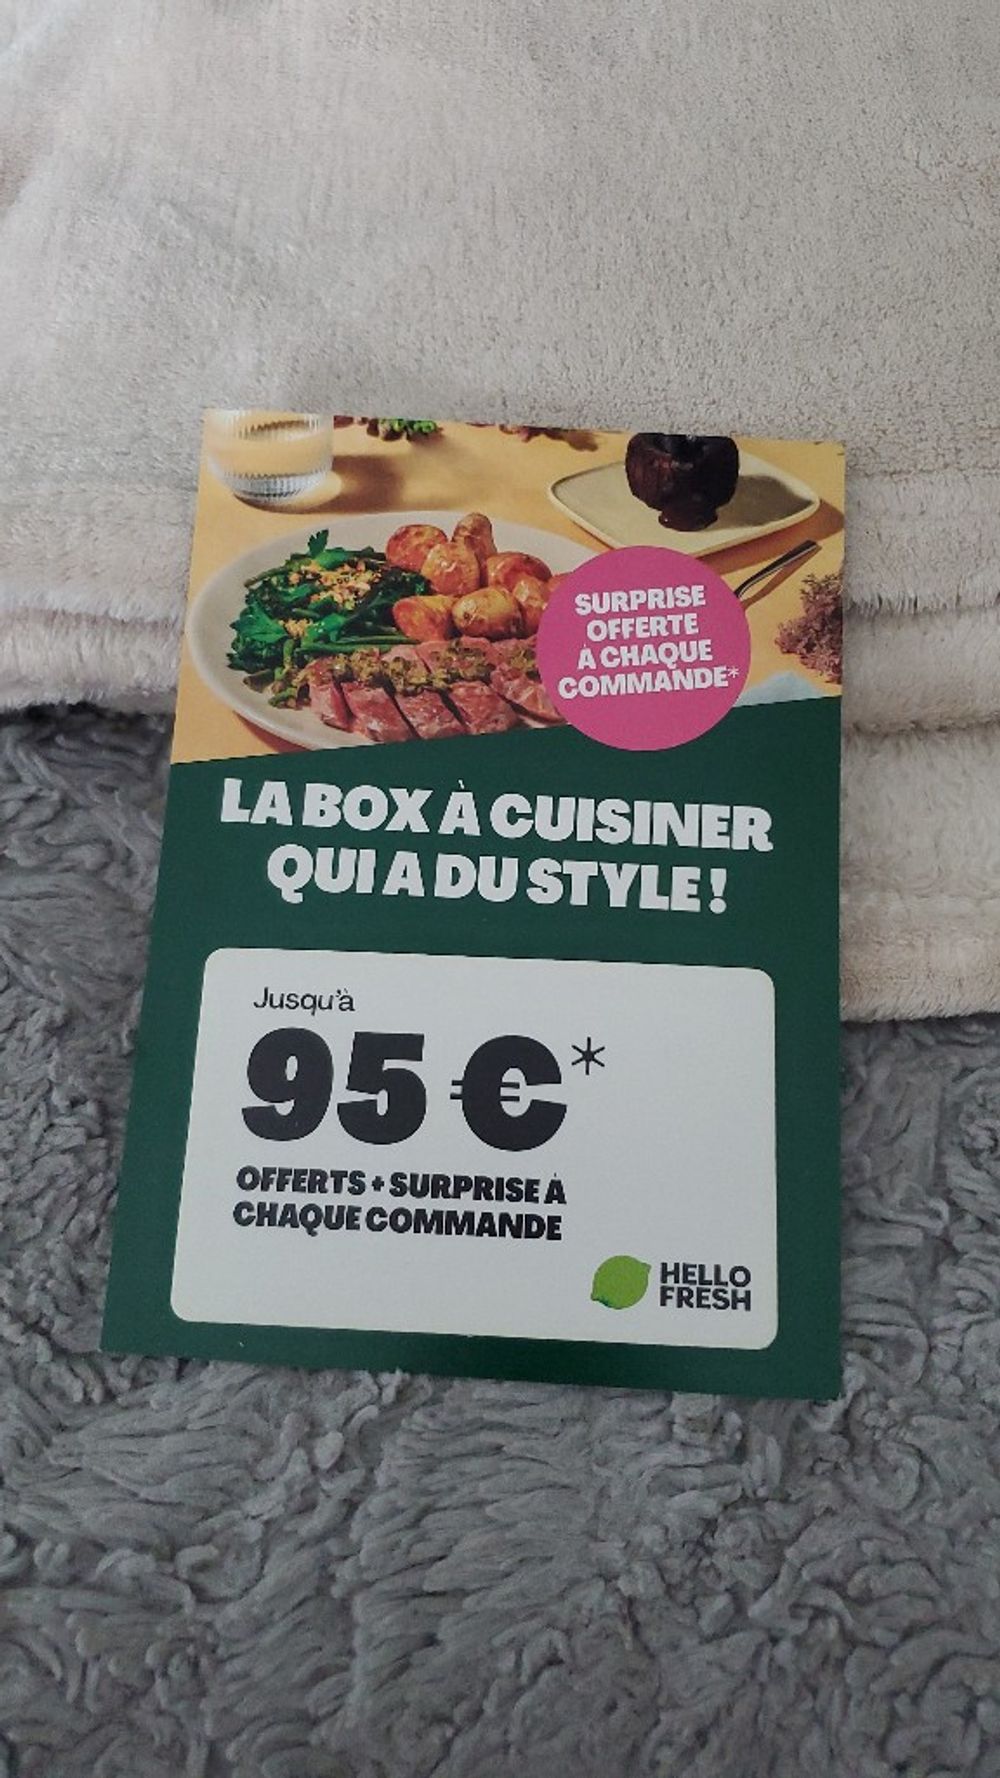 SURPRISE
OFFERTE
À CHAQUE
COMMANDE*
LA BOX À CUISINER
QUI A DU STYLE !
Jusqu'à
95 €*
OFFERTS + SURPRISE À
CHAQUE COMMANDE
HELLO
FRESH